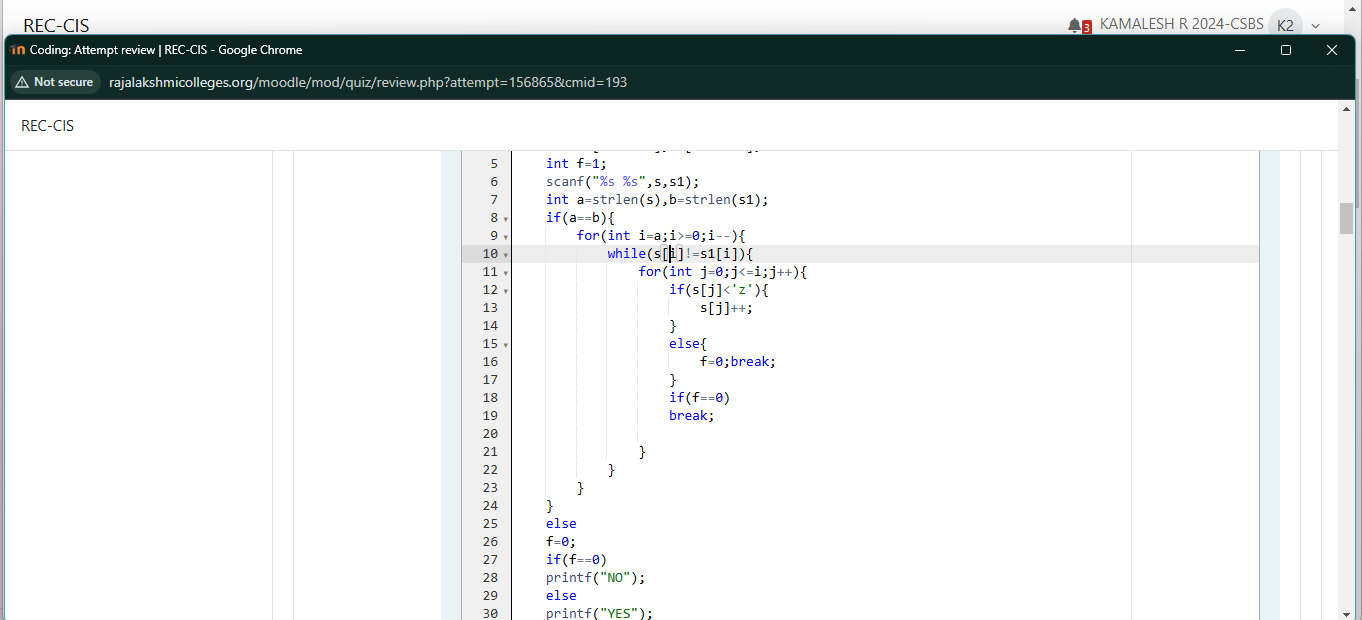 REC-CIS
3 KAMALESH R 2024-CSBS K2
in Coding: Attempt review | REC-CIS - Google Chrome
Not secure rajalakshmicolleges.org/moodle/mod/quiz/review.php?attempt=156865&cmid=193
REC-CIS
5 int f=1;
6 scanf("%s %s",s,s1);
7 int a=strlen(s),b=strlen(s1);
8 if(a==b){
9 for(int i=a;i>=0;i--){
10 while(s[i]!=s1[i]){
11 for(int j=0;j<=i;j++){
12 if(s[j]<'z'){
13 s[j]++;
14 }
15 else{
16 f=0;break;
17 }
18 if(f==0)
19 break;
20
21 }
22 }
23 }
24 }
25 else
26 f=0;
27 if(f==0)
28 printf("NO");
29 else
30 printf("YES");